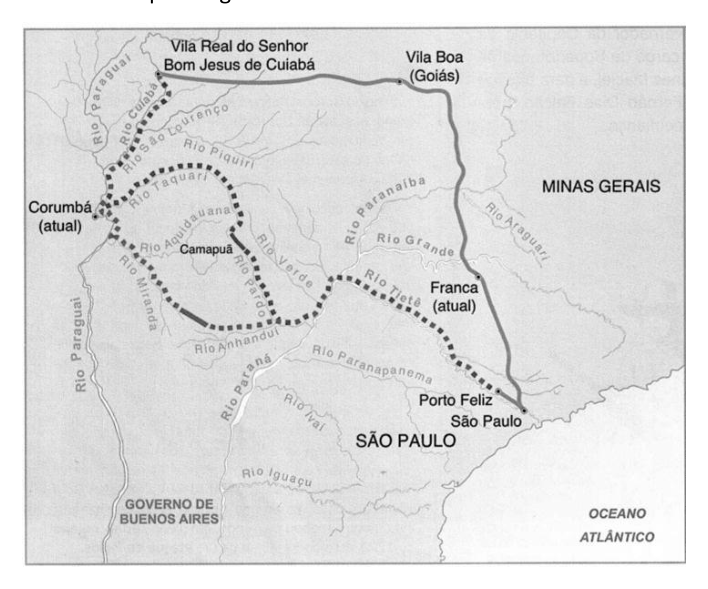 Vila Real do Senhor
Bom Jesus de Cuiabá
Vila Boa
(Goiás)
Rio Paraguai
Rio Cuiabá
Rio São Lourenço
Rio Piquiri
Rio Taquari
MINAS GERAIS
Corumbá
(atual)
Rio Aquidauana
Camapuã
Rio Verde
Rio Paranaíba
Rio Araguari
Rio Grande
Rio Miranda
Rio Pardo
Rio Tietê
Franca
(atual)
Rio Paraguai
Rio Anhanduí
Rio Paraná
Rio Paranapanema
Porto Feliz
São Paulo
Rio Ivaí
SÃO PAULO
Rio Iguaçu
GOVERNO DE
BUENOS AIRES
OCEANO
ATLÂNTICO